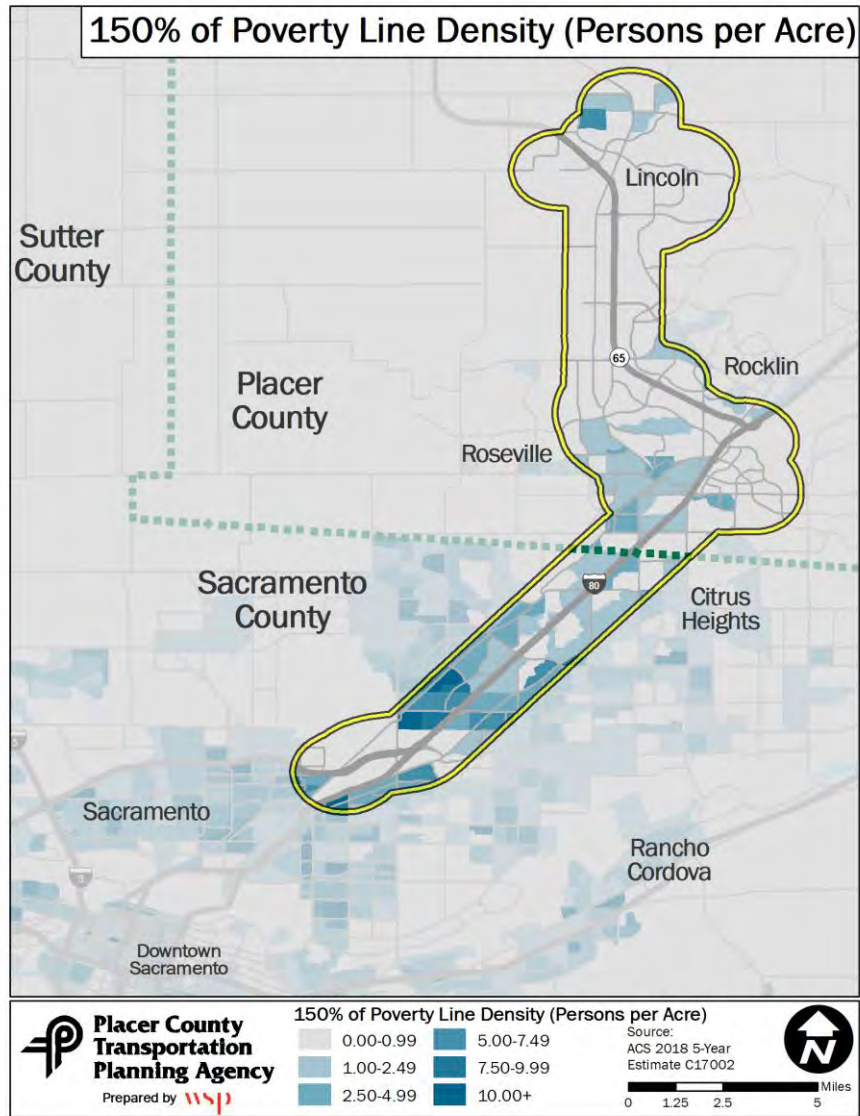 150% of Poverty Line Density (Persons per Acre)
Lincoln
Sutter
County
65
Rocklin
Placer
County
Roseville
Sacramento
County
80
Citrus
Heights
5
Sacramento
Rancho
Cordova
5
Downtown
Sacramento
Placer County
Transportation
Planning Agency
Prepared by wsp
150% of Poverty Line Density (Persons per Acre)
0.00-0.99
1.00-2.49
2.50-4.99
5.00-7.49
7.50-9.99
10.00+
Source:
ACS 2018 5-Year
Estimate C17002
N
Miles
0 1.25 2.5 5